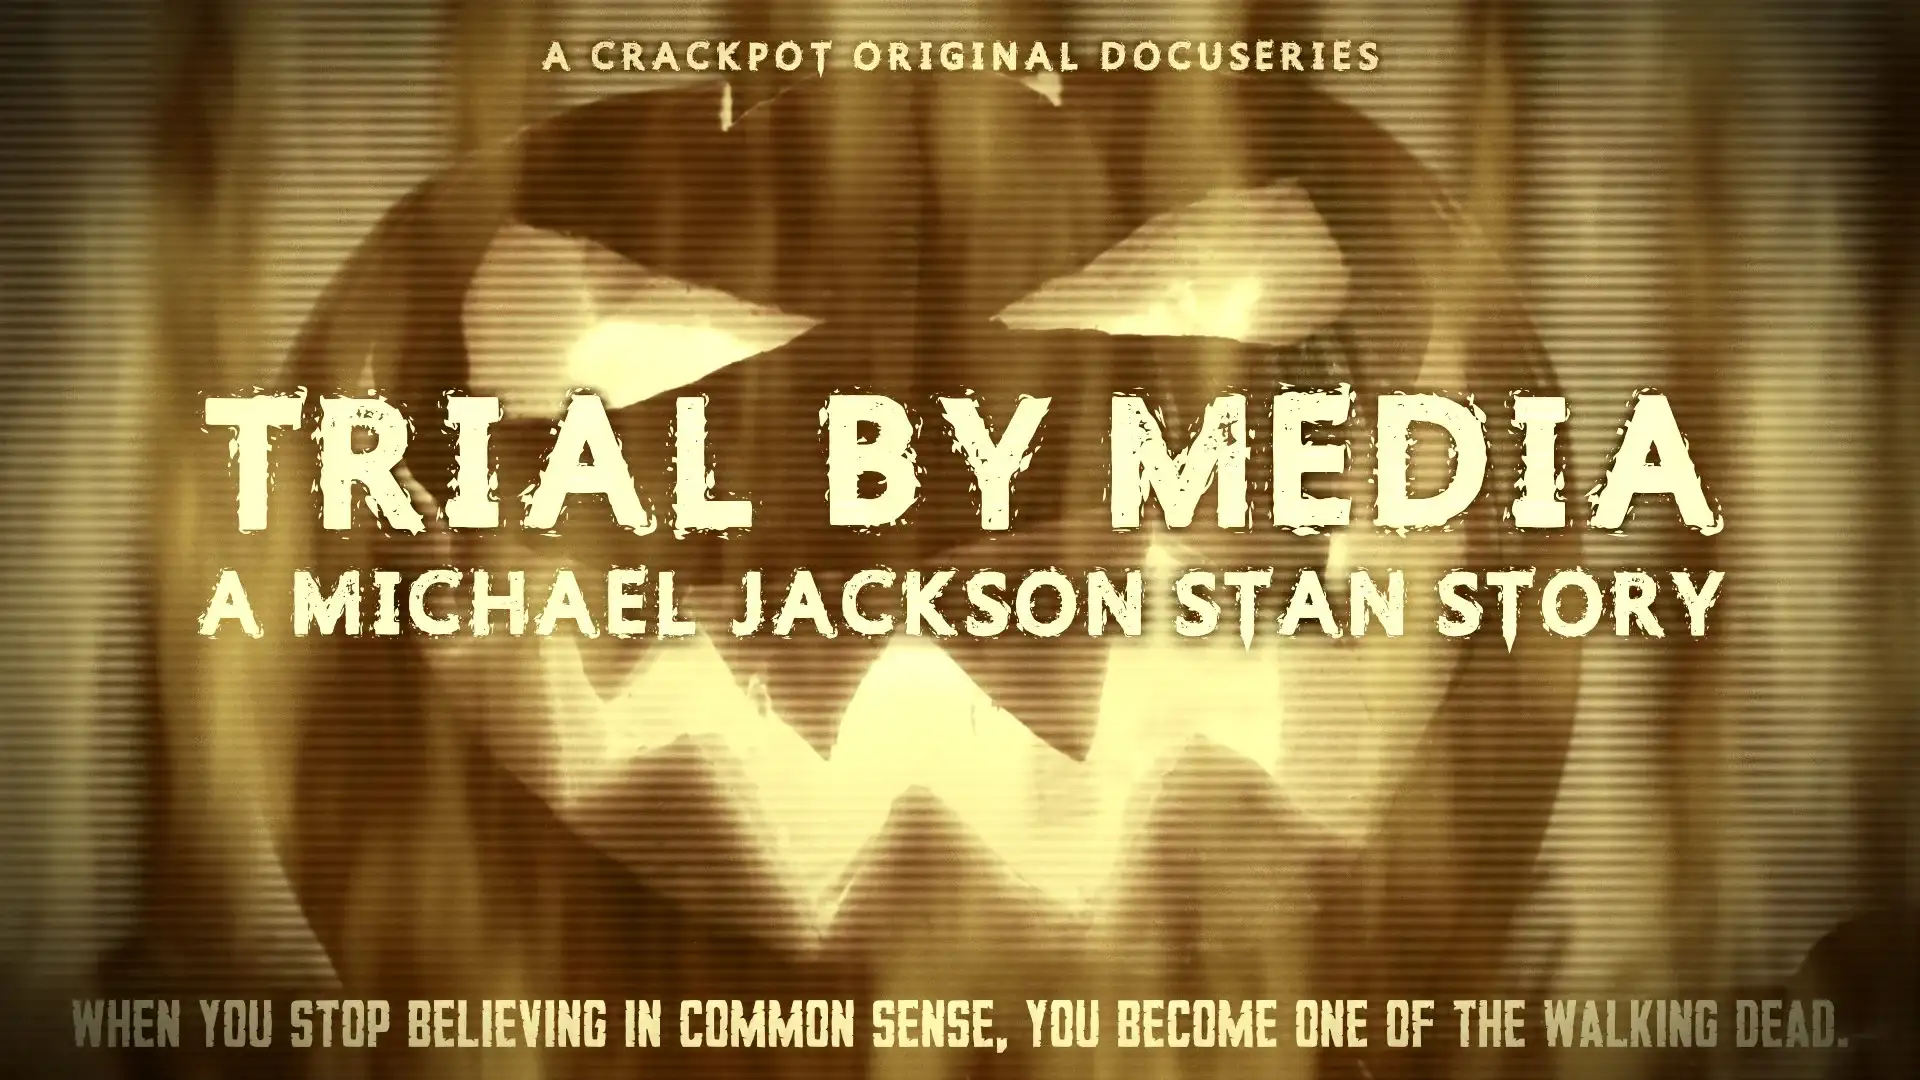 A CRACKPOT ORIGINAL DOCUSERIES
TRIAL BY MEDIA
A MICHAEL JACKSON STAN STORY
WHEN YOU STOP BELIEVING IN COMMON SENSE, YOU BECOME ONE OF THE WALKING DEAD.